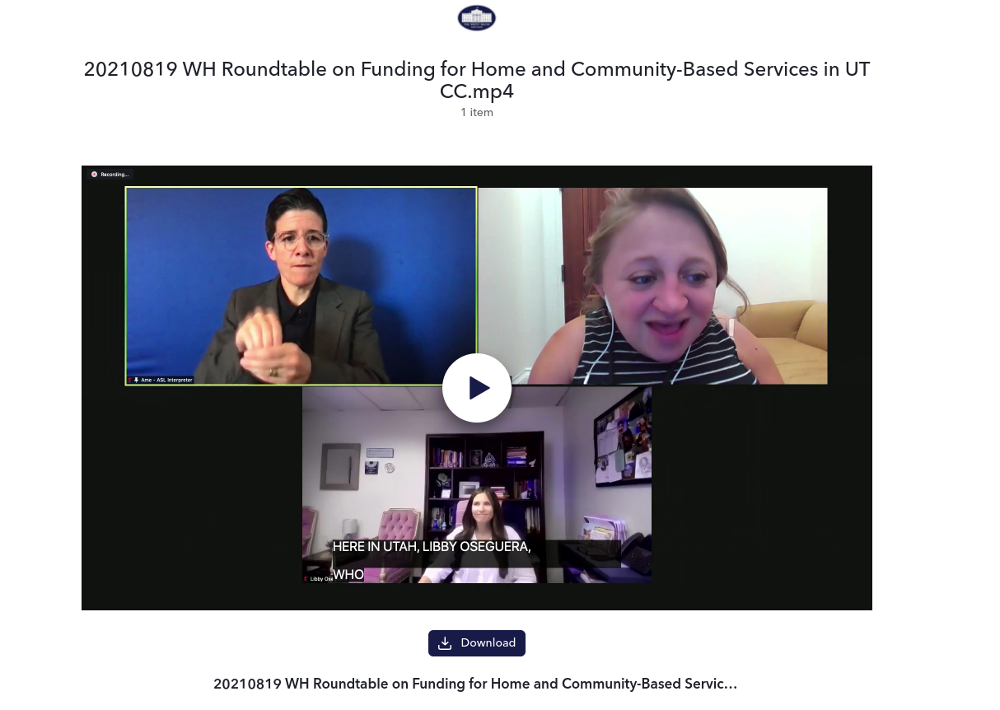 20210819 WH Roundtable on Funding for Home and Community-Based Services in UT
CC.mp4
1 item
Recording...
Ame - ASL Interpreter
HERE IN UTAH, LIBBY OSEGUERA,
WHO
Libby Ose
Download
20210819 WH Roundtable on Funding for Home and Community-Based Servic...